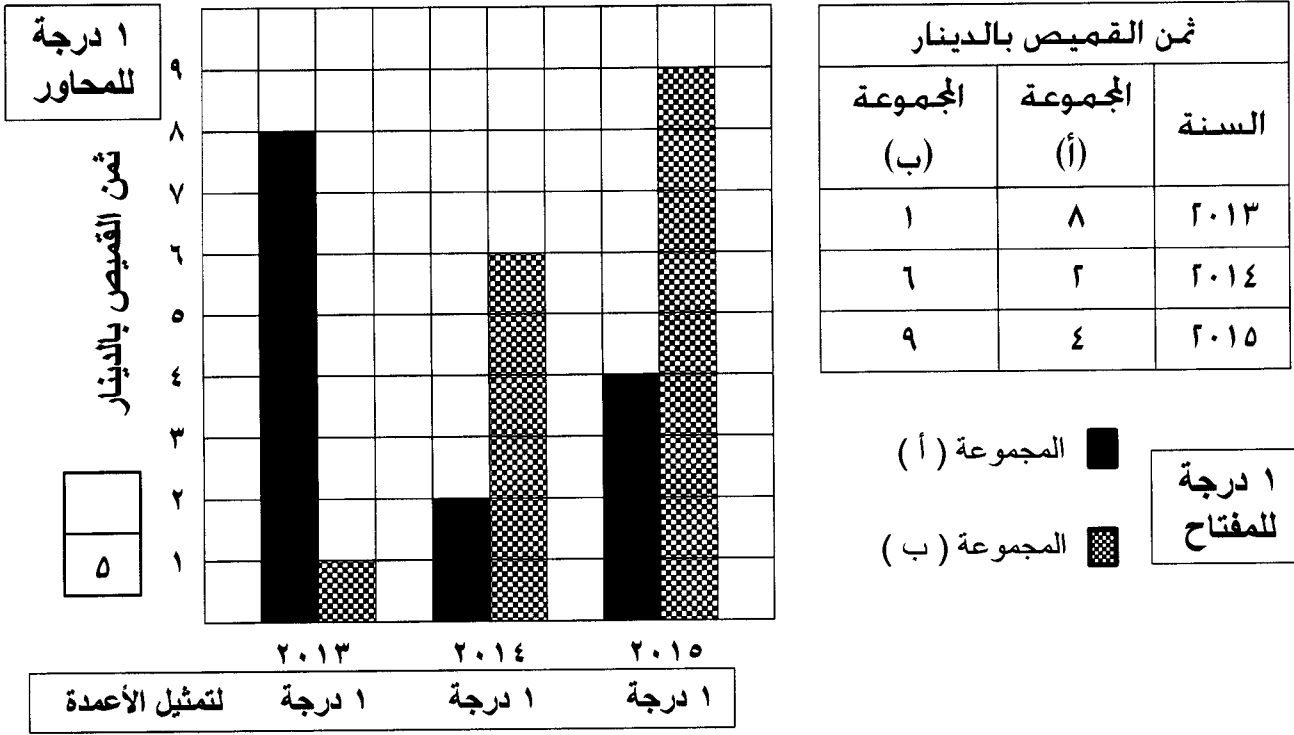 ثمن القميص بالدينار
السنة المجموعة (أ) المجموعة (ب)
٢٠١٣ ٨ ١
٢٠١٤ ٢ ٦
٢٠١٥ ٤ ٩
المجموعة ( أ )
المجموعة ( ب )
١ درجة
للمفتاح
١ درجة
للمحاور
ثمن القميص بالدينار
٩
٨
٧
٦
٥
٤
٣
٢
١
٥
٢٠١٣ ٢٠١٤ ٢٠١٥
لتمثيل الأعمدة ١ درجة ١ درجة ١ درجة